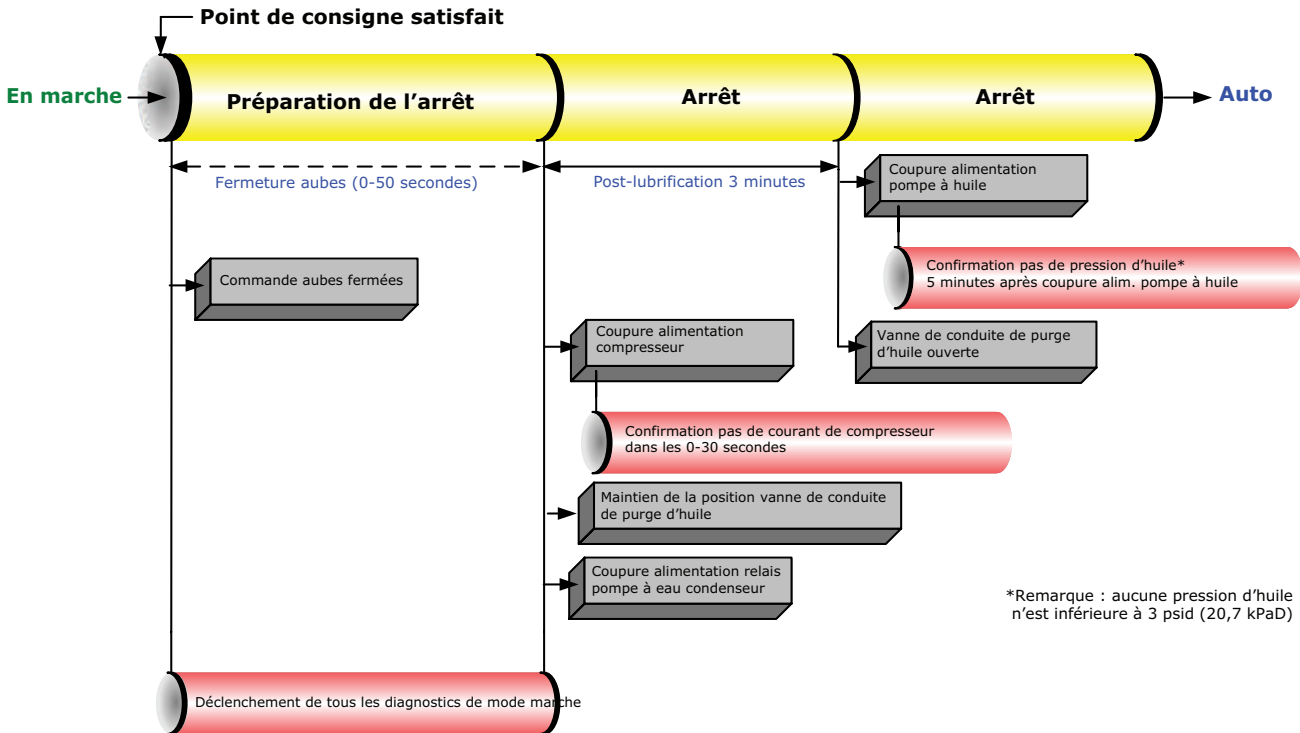 Point de consigne satisfait
En marche
Préparation de l'arrêt
Arrêt
Arrêt
Auto
Fermeture aubes (0-50 secondes)
Post-lubrification 3 minutes
Coupure alimentation
pompe à huile
Confirmation pas de pression d'huile*
5 minutes après coupure alim. pompe à huile
Commande aubes fermées
Coupure alimentation
compresseur
Vanne de conduite de purge
d'huile ouverte
Confirmation pas de courant de compresseur
dans les 0-30 secondes
Maintien de la position vanne de conduite
de purge d'huile
Coupure alimentation relais
pompe à eau condenseur
*Remarque : aucune pression d'huile
n'est inférieure à 3 psid (20,7 kPaD)
Déclenchement de tous les diagnostics de mode marche